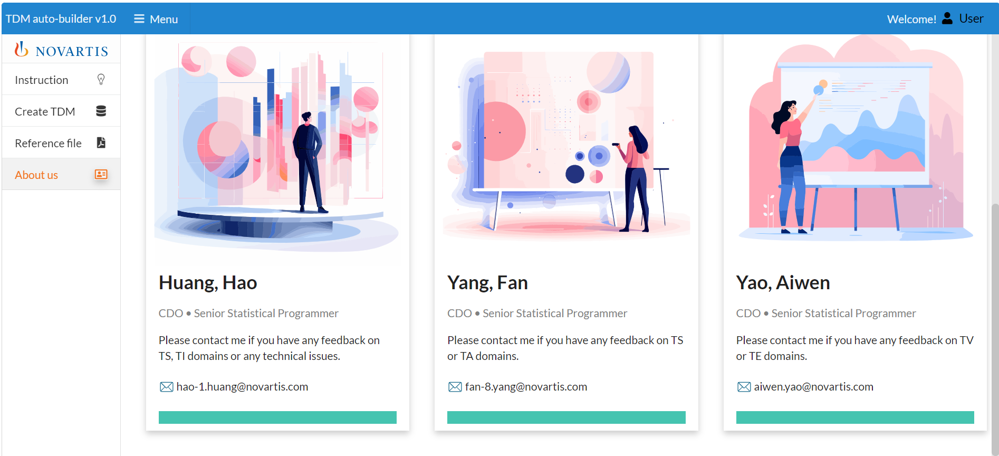 TDM auto-builder v1.0
Menu
Welcome!
User
NOVARTIS
Instruction
Create TDM
Reference file
About us
Huang, Hao
CDO • Senior Statistical Programmer
Please contact me if you have any feedback on
TS, TI domains or any technical issues.
hao-1.huang@novartis.com
Yang, Fan
CDO • Senior Statistical Programmer
Please contact me if you have any feedback on TS
or TA domains.
fan-8.yang@novartis.com
Yao, Aiwen
CDO • Senior Statistical Programmer
Please contact me if you have any feedback on TV
or TE domains.
aiwen.yao@novartis.com